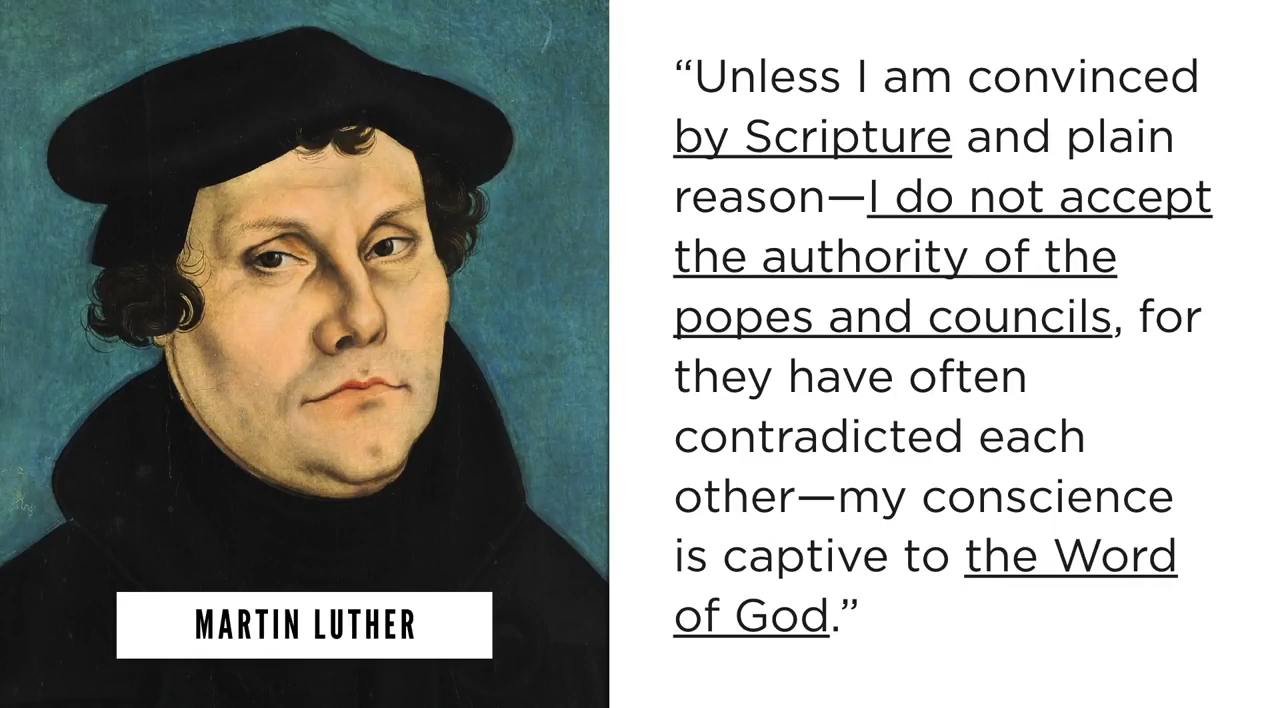 MARTIN LUTHER
“Unless I am convinced
by Scripture and plain
reason—I do not accept
the authority of the
popes and councils, for
they have often
contradicted each
other—my conscience
is captive to the Word
of God.”